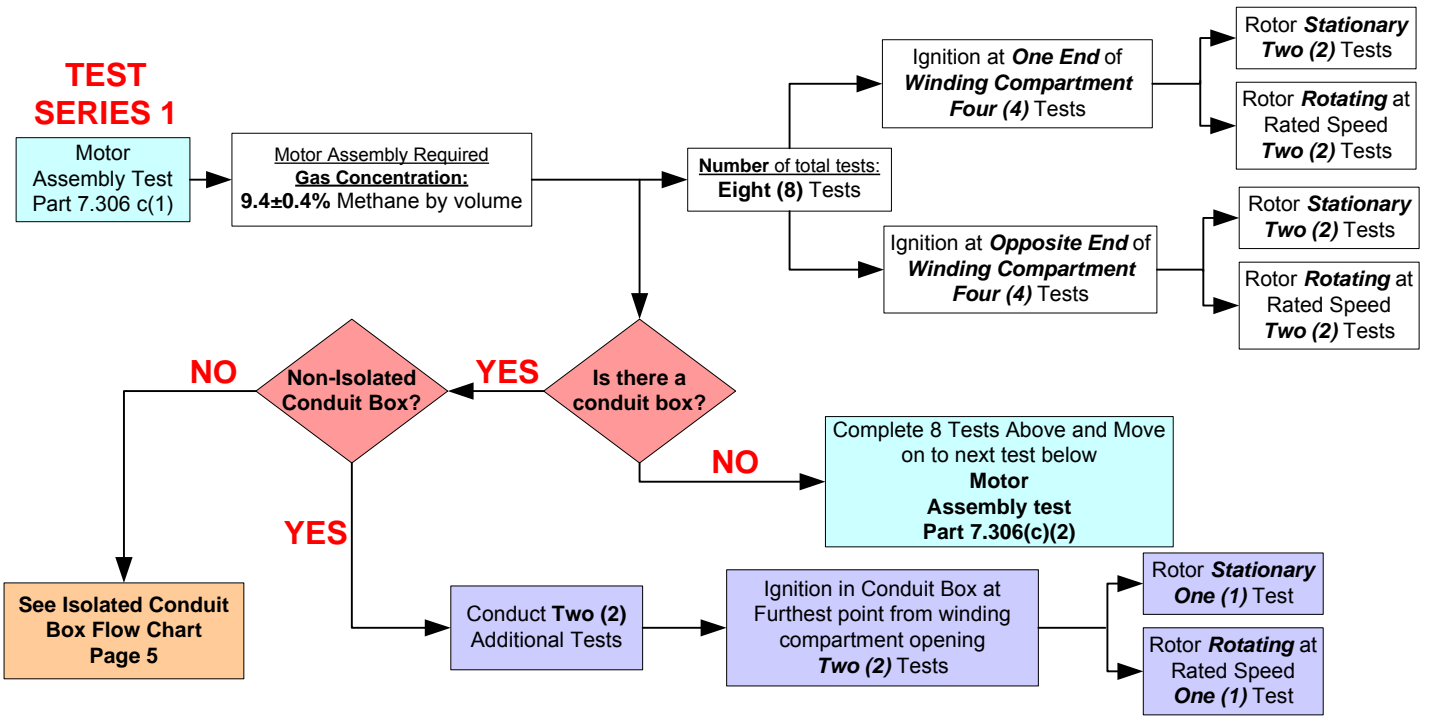 TEST
SERIES 1
Motor
Assembly Test
Part 7.306 c(1)
Motor Assembly Required
Gas Concentration:
9.4±0.4% Methane by volume
Number of total tests:
Eight (8) Tests
Ignition at One End of
Winding Compartment
Four (4) Tests
Rotor Stationary
Two (2) Tests
Rotor Rotating at
Rated Speed
Two (2) Tests
Ignition at Opposite End of
Winding Compartment
Four (4) Tests
Rotor Stationary
Two (2) Tests
Rotor Rotating at
Rated Speed
Two (2) Tests
Is there a
conduit box?
YES
Non-Isolated
Conduit Box?
NO
NO
Complete 8 Tests Above and Move
on to next test below
Motor
Assembly test
Part 7.306(c)(2)
YES
See Isolated Conduit
Box Flow Chart
Page 5
Conduct Two (2)
Additional Tests
Ignition in Conduit Box at
Furthest point from winding
compartment opening
Two (2) Tests
Rotor Stationary
One (1) Test
Rotor Rotating at
Rated Speed
One (1) Test